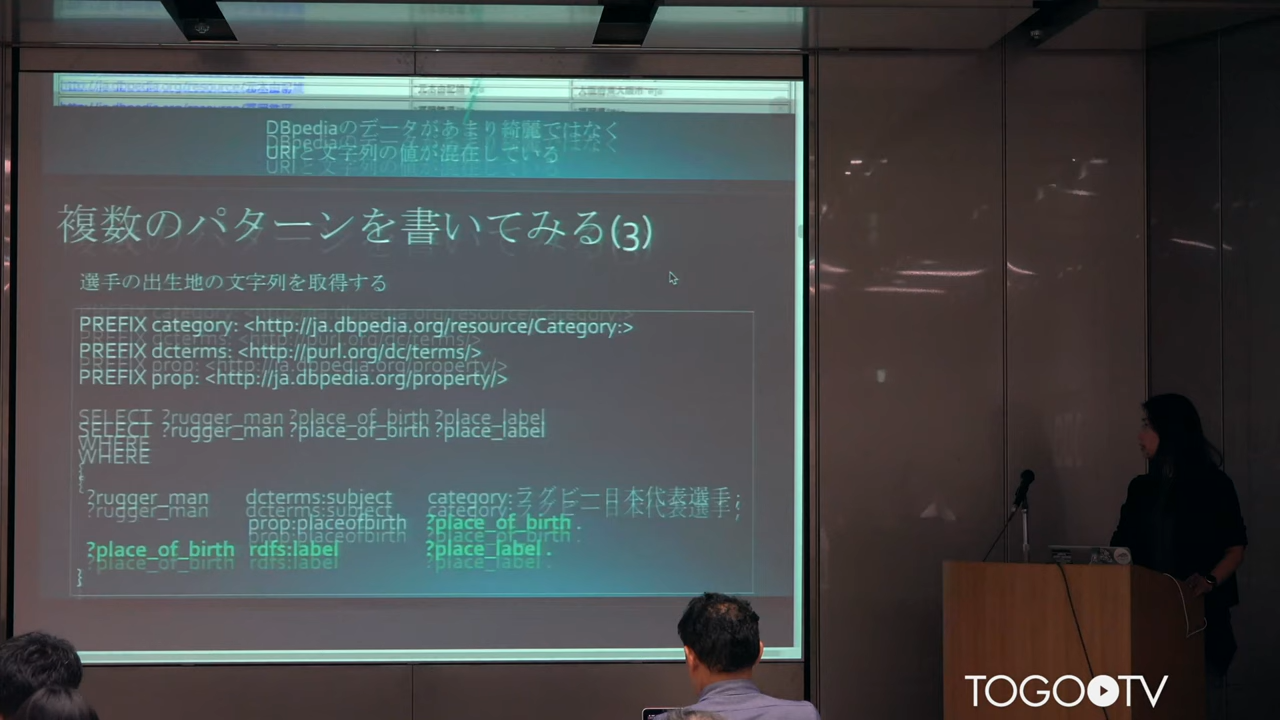 DBpediaのデータがあまり綺麗ではなく
URIと文字列の値が混在している
複数のパターンを書いてみる(3)
選手の出生地の文字列を取得する
PREFIX category: <http://ja.dbpedia.org/resource/Category:>
PREFIX dcterms: <http://purl.org/dc/terms/>
PREFIX prop: <http://ja.dbpedia.org/property/>
SELECT ?rugger_man ?place_of_birth ?place_label
WHERE
{
?rugger_man dcterms:subject category:ラグビー日本代表選手;
prop:placeofbirth ?place_of_birth .
?place_of_birth rdfs:label ?place_label .
}
TOGO TV